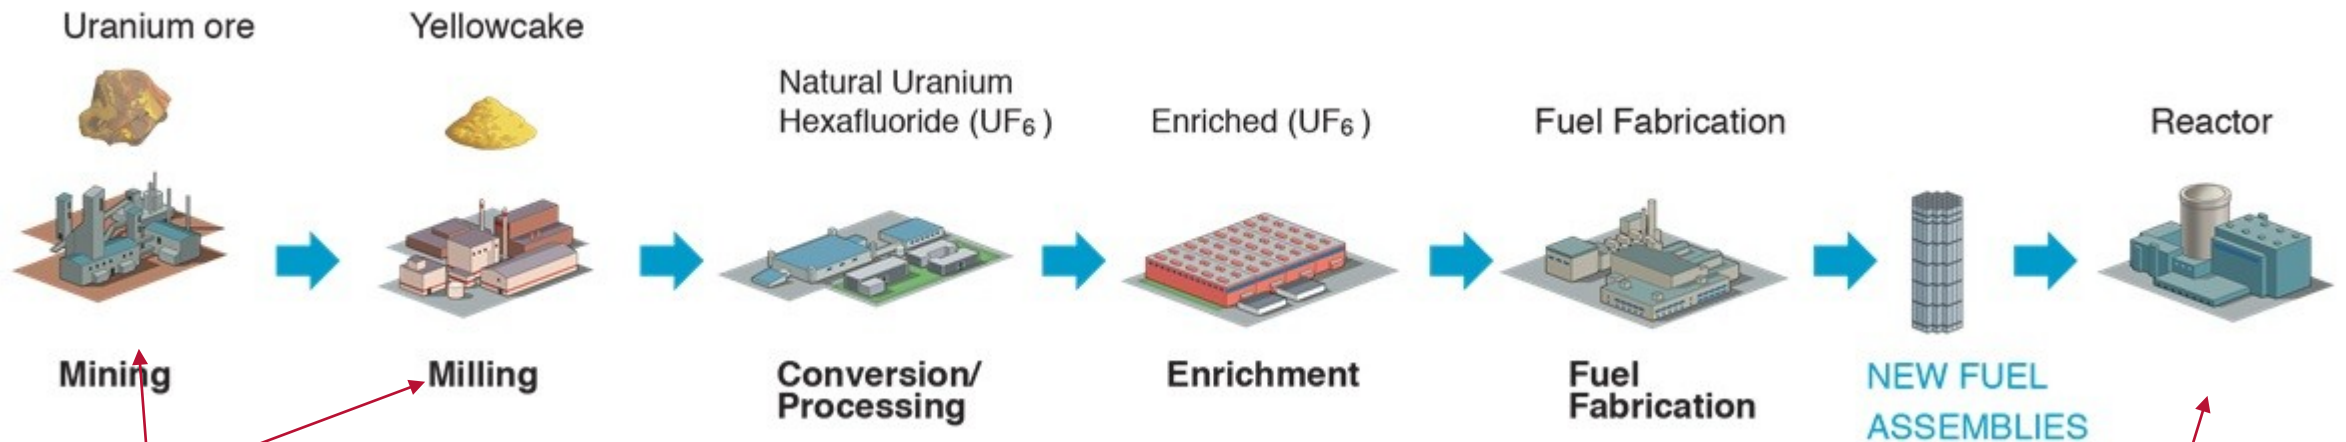 Uranium ore
Yellowcake
Natural Uranium
Hexafluoride (UF₆ )
Enriched (UF₆ )
Fuel Fabrication
Reactor
Mining
Milling
Conversion/
Processing
Enrichment
Fuel
Fabrication
NEW FUEL
ASSEMBLIES